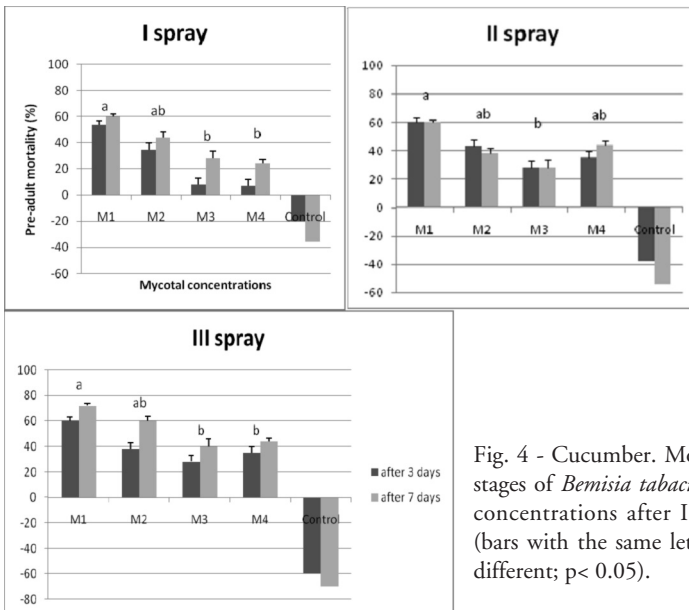 I spray
Pre-adult mortality (%)
100
80
60
40
20
0
-20
-40
-60
a
ab
b
b
M1 M2 M3 M4 Control
Mycotal concentrations
II spray
100
80
60
40
20
0
-20
-40
-60
a
ab
b
ab
M1 M2 M3 M4 Control
III spray
100
80
60
40
20
0
-20
-40
-60
-80
a
ab
b
b
M1 M2 M3 M4 Control
after 3 days
after 7 days
Fig. 4 - Cucumber.
stages of Bemisia
concentrations after
(bars with the same
different; p< 0.05).